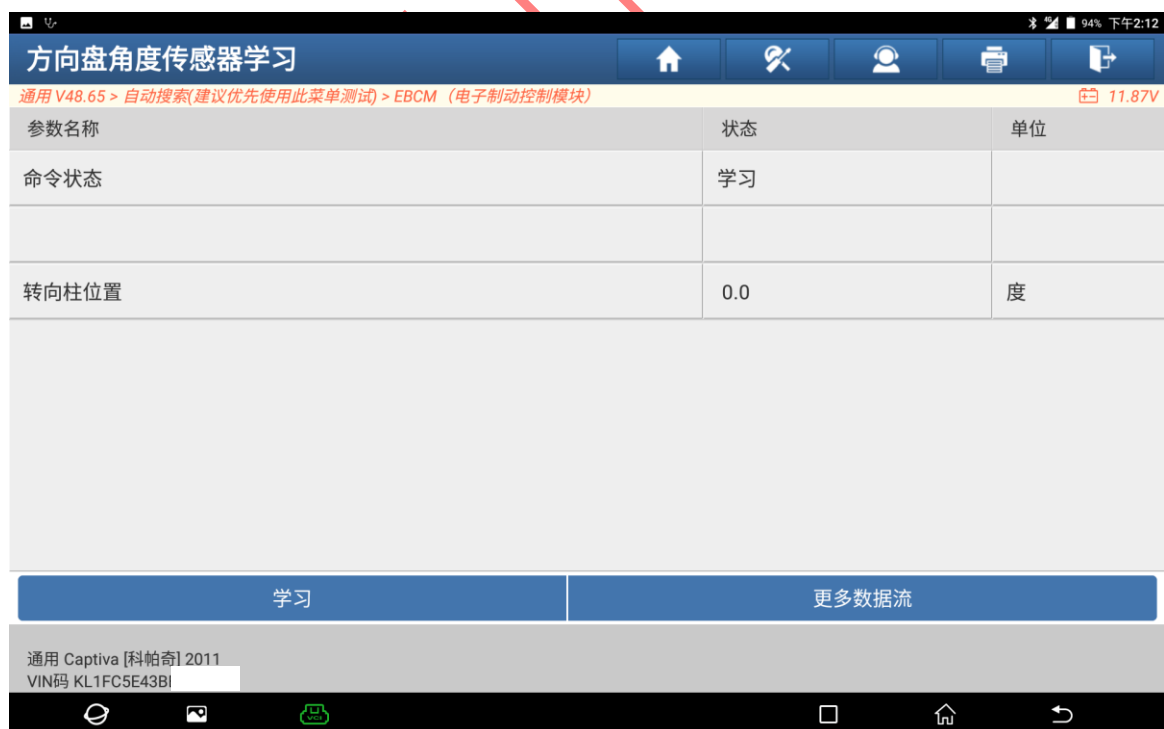 4G 94% 下午2:12
方向盘角度传感器学习
通用 V48.65 > 自动搜索(建议优先使用此菜单测试) > EBCM（电子制动控制模块） 11.87V
参数名称 状态 单位
命令状态 学习
转向柱位置 0.0 度
学习 更多数据流
通用 Captiva [科帕奇] 2011
VIN码 KL1FC5E43B
VCI